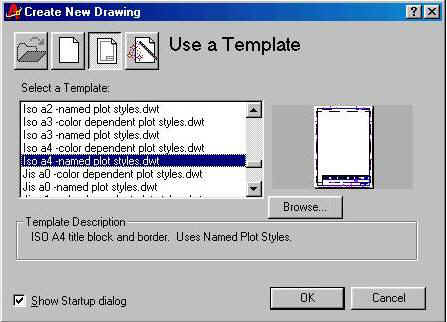 Create New Drawing
Use a Template
Select a Template:
Iso a2 -named plot styles.dwt
Iso a3 -color dependent plot styles.dwt
Iso a3 -named plot styles.dwt
Iso a4 -color dependent plot styles.dwt
Iso a4 -named plot styles.dwt
Jis a0 -color dependent plot styles.dwt
Jis a0 -named plot styles.dwt
Browse...
Template Description
ISO A4 title block and border. Uses Named Plot Styles.
Show Startup dialog
OK
Cancel